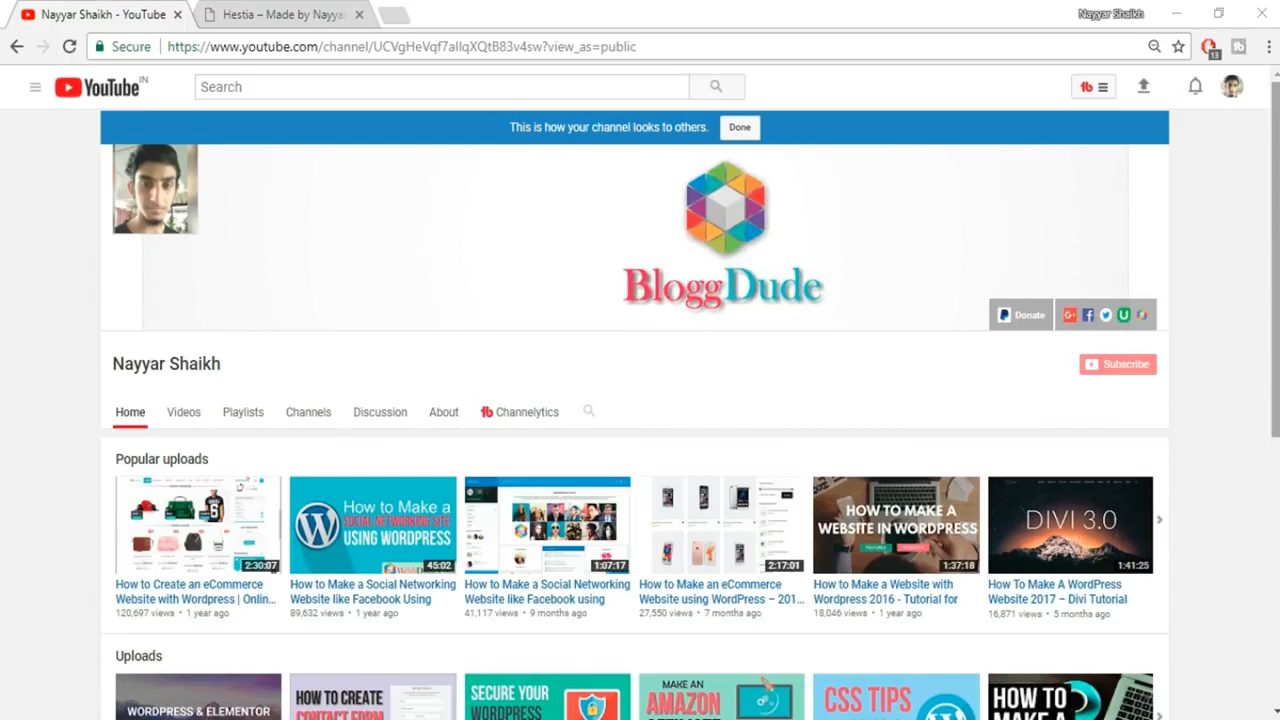 Nayyar Shaikh - YouTube
Hestia – Made by Nayya
Nayyar Shaikh
Secure
https://www.youtube.com/channel/UCVgHeVqf7aIlqXQtB83v4sw?view_as=public
13
YouTube IN
Search
This is how your channel looks to others.
Done
BloggDude
Donate
Nayyar Shaikh
Subscribe
Home
Videos
Playlists
Channels
Discussion
About
Channelytics
Popular uploads
2:30:07
How to Make a
SOCIAL NETWORKING SITE
USING WORDPRESS
45:02
1:07:17
2:17:01
HOW TO MAKE A
WEBSITE IN WORDPRESS
1:37:18
DIVI 3.0
1:41:25
How to Create an eCommerce
Website with Wordpress | Onlin...
120,697 views • 1 year ago
How to Make a Social Networking
Website like Facebook Using
89,632 views • 1 year ago
How to Make a Social Networking
Website like Facebook using
41,117 views • 9 months ago
How to Make an eCommerce
Website using WordPress – 201...
27,550 views • 7 months ago
How to Make a Website with
Wordpress 2016 - Tutorial for
18,046 views • 1 year ago
How To Make A WordPress
Website 2017 – Divi Tutorial
16,871 views • 5 months ago
Uploads
WORDPRESS & ELEMENTOR
HOW TO CREATE
CONTACT FORM
SECURE YOUR
WORDPRESS
MAKE AN
AMAZON
AFFILIATE
CSS TIPS
HOW TO
MAKE A